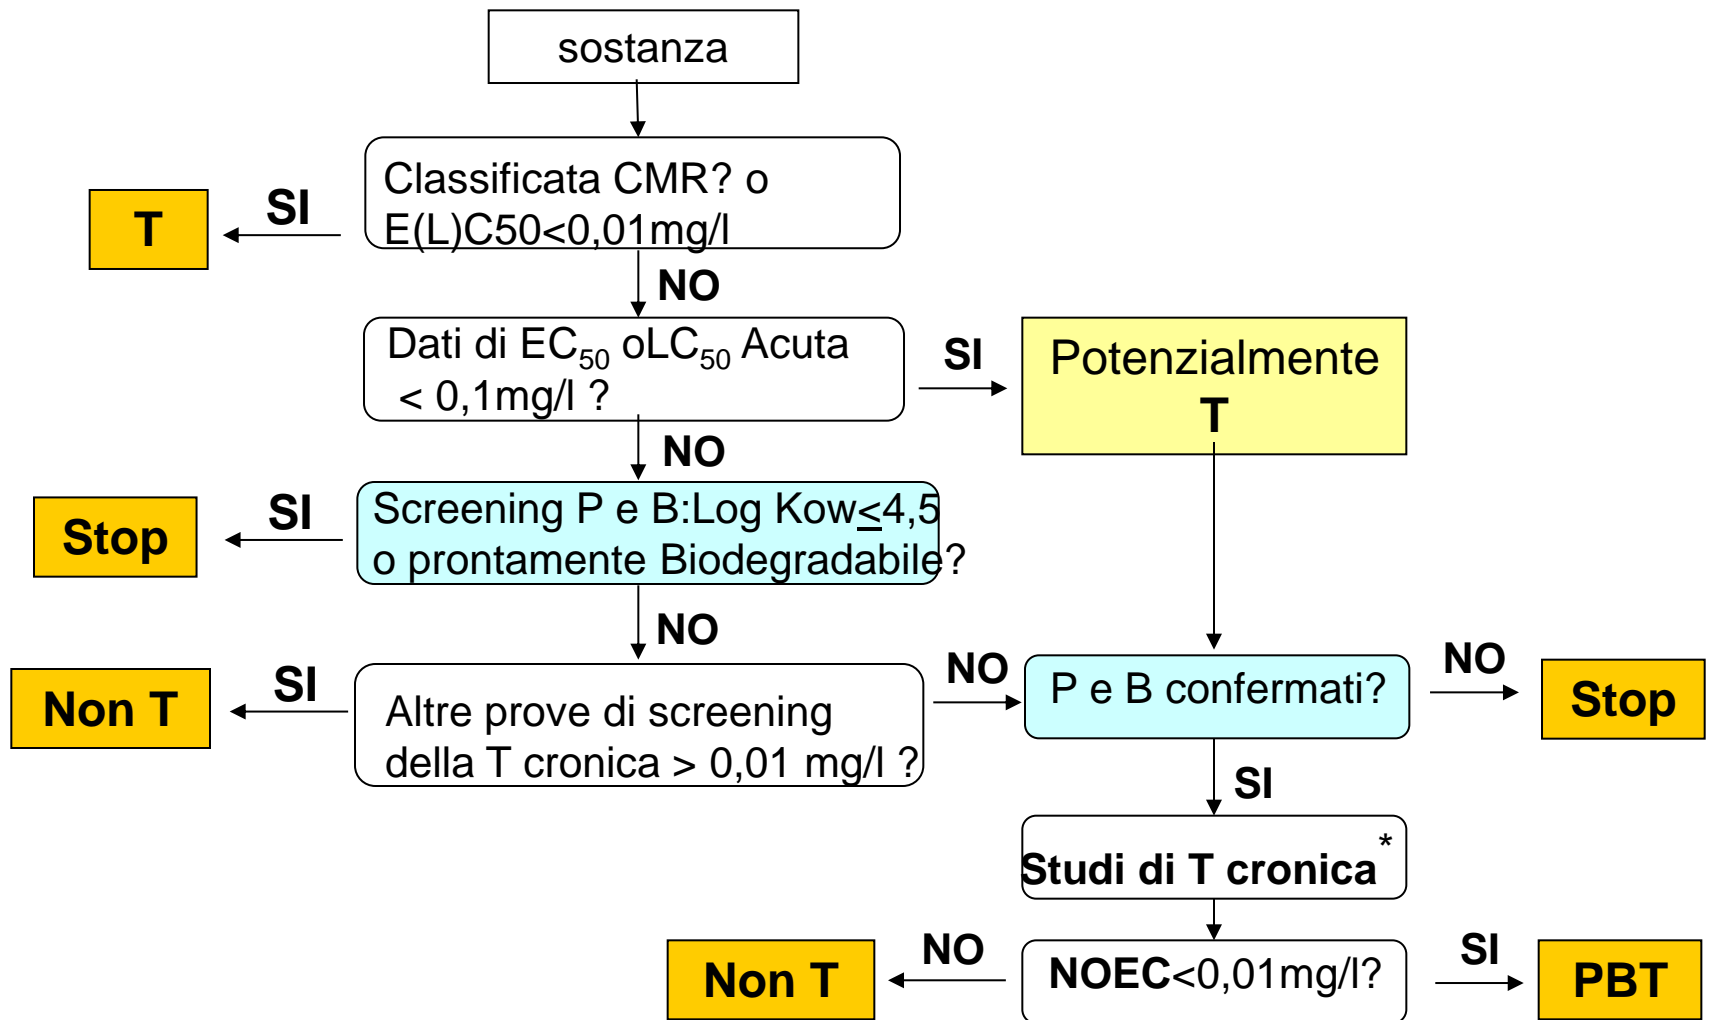 sostanza
Classificata CMR? o
E(L)C50<0,01mg/l
SI
T
NO
Dati di EC50 oLC50 Acuta
< 0,1mg/l ?
SI
Potenzialmente
T
NO
Screening P e B:Log Kow≤4,5
o prontamente Biodegradabile?
SI
Stop
NO
Altre prove di screening
della T cronica > 0,01 mg/l ?
SI
Non T
NO
P e B confermati?
NO
Stop
SI
Studi di T cronica*
NOEC<0,01mg/l?
NO
Non T
SI
PBT